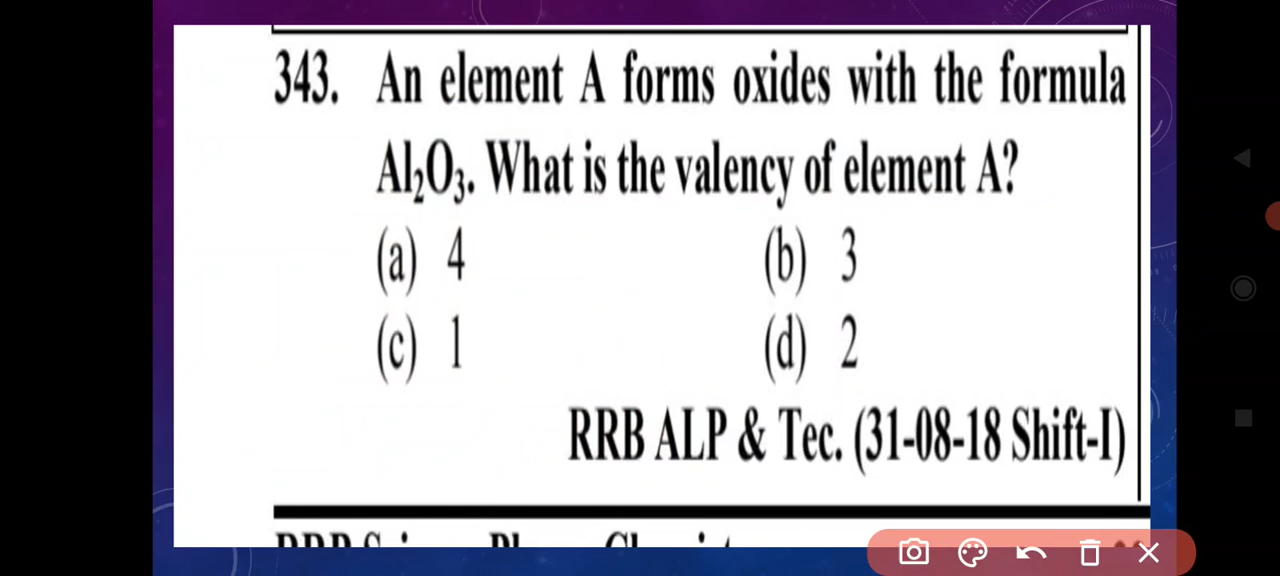 343. An element A forms oxides with the formula
Al₂O₃. What is the valency of element A?
(a) 4 (b) 3
(c) 1 (d) 2
RRB ALP & Tec. (31-08-18 Shift-I)